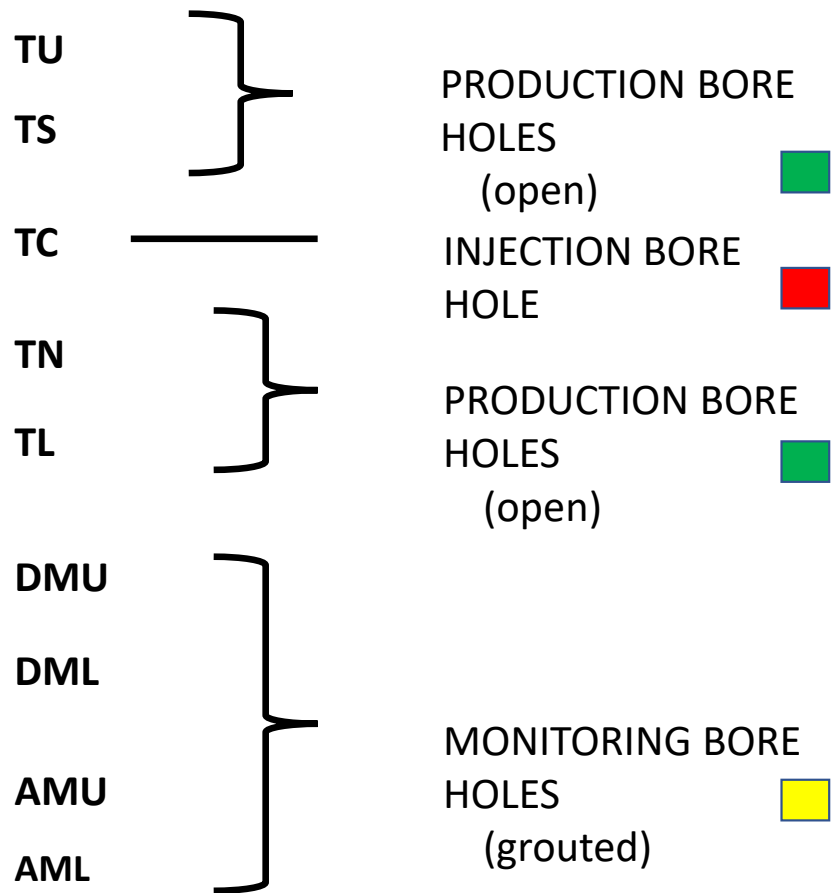 TU
TS
PRODUCTION BORE
HOLES
(open)
TC
INJECTION BORE
HOLE
TN
TL
PRODUCTION BORE
HOLES
(open)
DMU
DML
AMU
AML
MONITORING BORE
HOLES
(grouted)